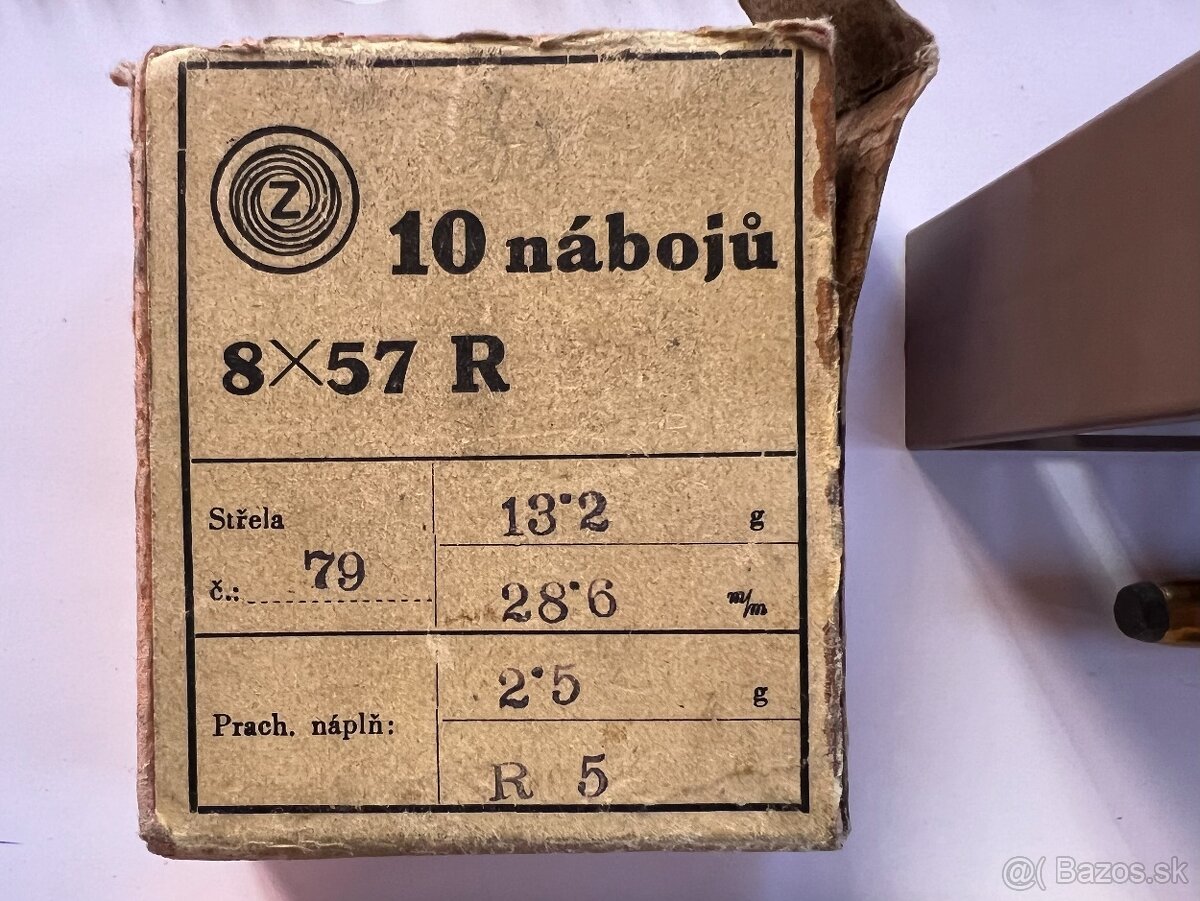 Z
10 nábojů
8×57 R
Střela
č.: 79
13·2 g
28·6 m/m
Prach. náplň:
2·5 g
R 5
@( Bazos.sk